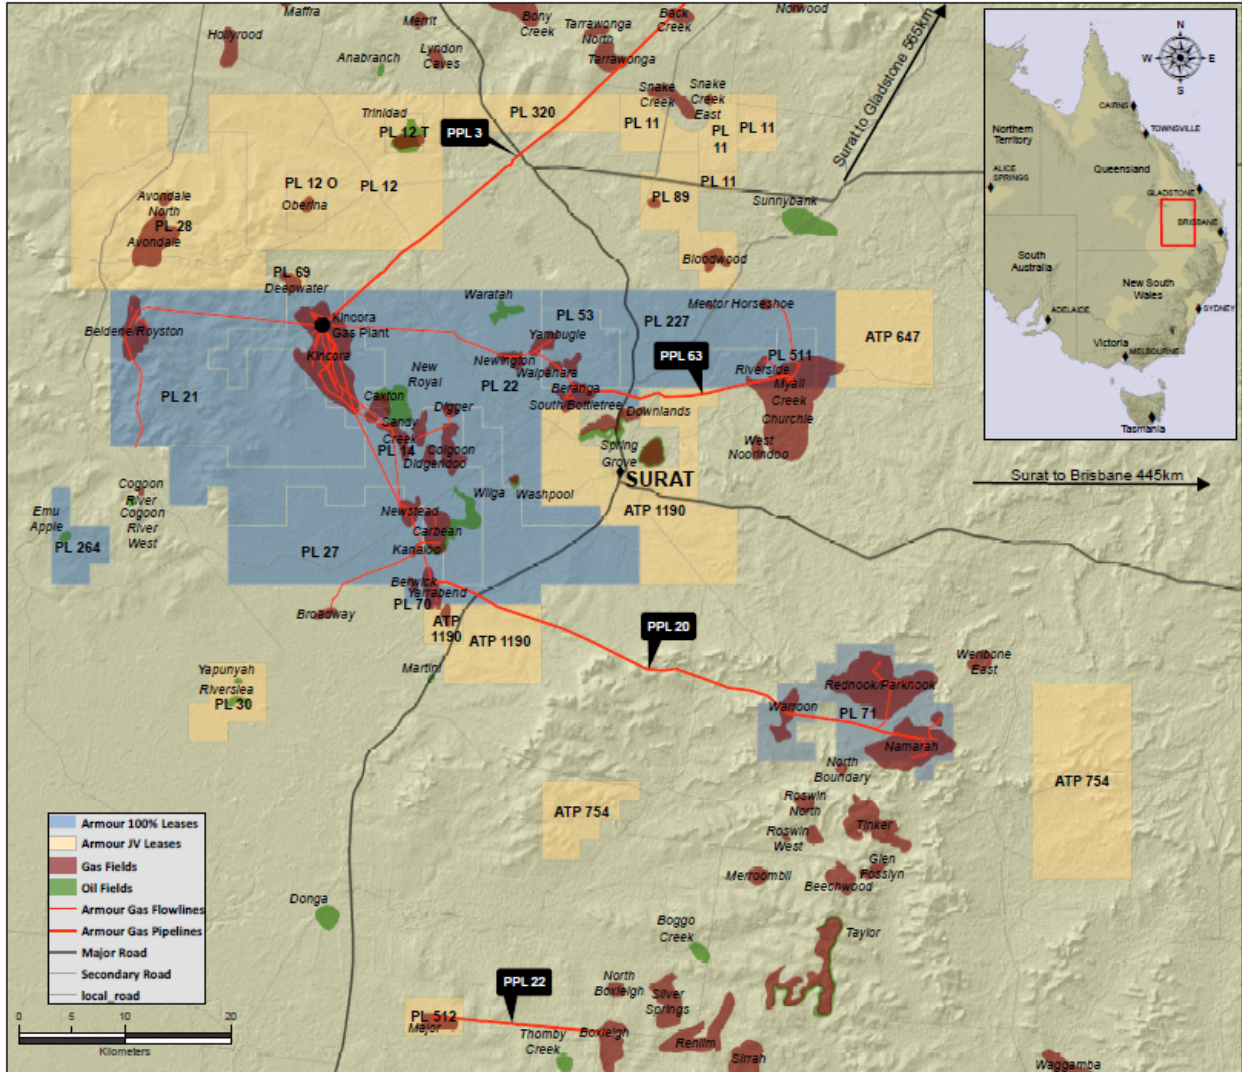 Maffra
Hollyrood
Merrit
Anabranch
Lyndon
Caves
Bony
Creek
Tarrawonga
North
Tarrawonga
Back
Creek
Norwood
Snake
Creek
Snake
Creek
East
Surat to Gladstone 565km
Trinidad
PL 12 T
PPL 3
PL 320
PL 11
PL
11
PL 11
PL 11
PL 12 O
PL 12
Oberina
Avondale
North
PL 28
Avondale
PL 89
Sunnybank
Bloodwood
PL 69
Deepwater
Waratah
Kincora
Gas Plant
Beldene/Royston
Kincora
PL 53
Yambugle
PL 227
Mentor Horseshoe
ATP 647
Newington
Walpanara
PPL 63
PL 511
Riverside
Myall
Creek
Churchie
West
Noorindoo
PL 21
New
Royal
PL 22
Caxton
Beranga
South/Bottletree
Digger
Downlands
Sandy
Creek
PL 14
Colgoon
Didgeridoo
Spring
Grove
SURAT
Surat to Brisbane 445km
Cogoon
River
Cogoon
River
West
Emu
Apple
PL 264
Wilga
Washpool
Newstead
ATP 1190
Carbean
Kanaloo
PL 27
Berwick
Yarrabend
PL 70
Broadway
ATP
1190
ATP 1190
PPL 20
Martini
Yapunyah
Riverslea
PL 30
Weribone
East
Rednook/Parknook
Warroon
PL 71
Namarah
North
Boundary
ATP 754
ATP 754
Roswin
North
Roswin
West
Tinker
Glen
Fosslyn
Merroombil
Beechwood
Donga
Boggo
Creek
Taylor
PPL 22
North
Boxleigh
Silver
Springs
PL 512
Major
Thomby
Creek
Boxleigh
Renlim
Sirrah
Waggamba
Armour 100% Leases
Armour JV Leases
Gas Fields
Oil Fields
Armour Gas Flowlines
Armour Gas Pipelines
Major Road
Secondary Road
local_road
0 5 10 20
Kilometers
N
W E
S
CAIRNS
TOWNSVILLE
Northern
Territory
ALICE
SPRINGS
Queensland
GLADSTONE
BRISBANE
South
Australia
New South
Wales
ADELAIDE
SYDNEY
Victoria
MELBOURNE
Tasmania